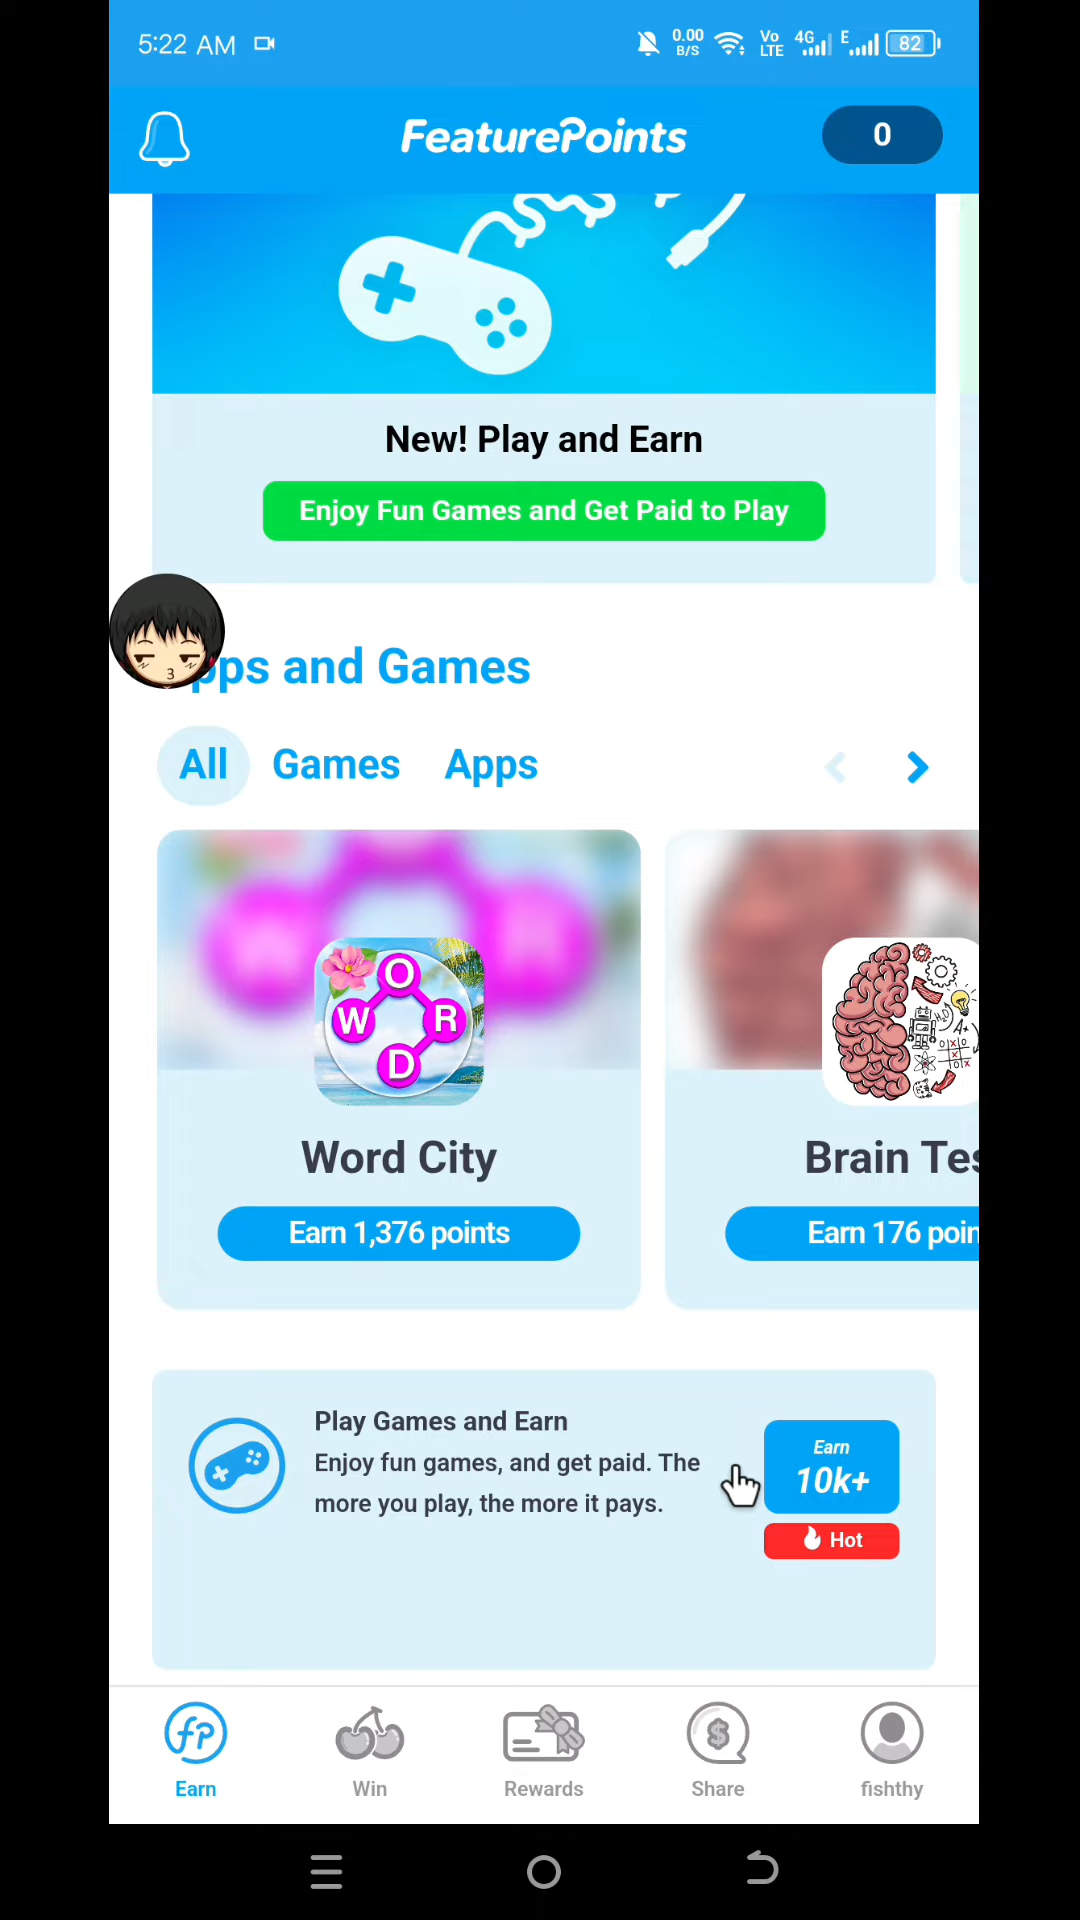 5:22 AM
0.00 B/S
Vo LTE
4G
E
82
FeaturePoints
0
New! Play and Earn
Enjoy Fun Games and Get Paid to Play
pps and Games
All Games Apps
W O R D
Word City
Earn 1,376 points
Brain Tes
Earn 176 poin
Play Games and Earn
Enjoy fun games, and get paid. The
more you play, the more it pays.
Earn
10k+
Hot
fp
Earn Win Rewards Share fishthy